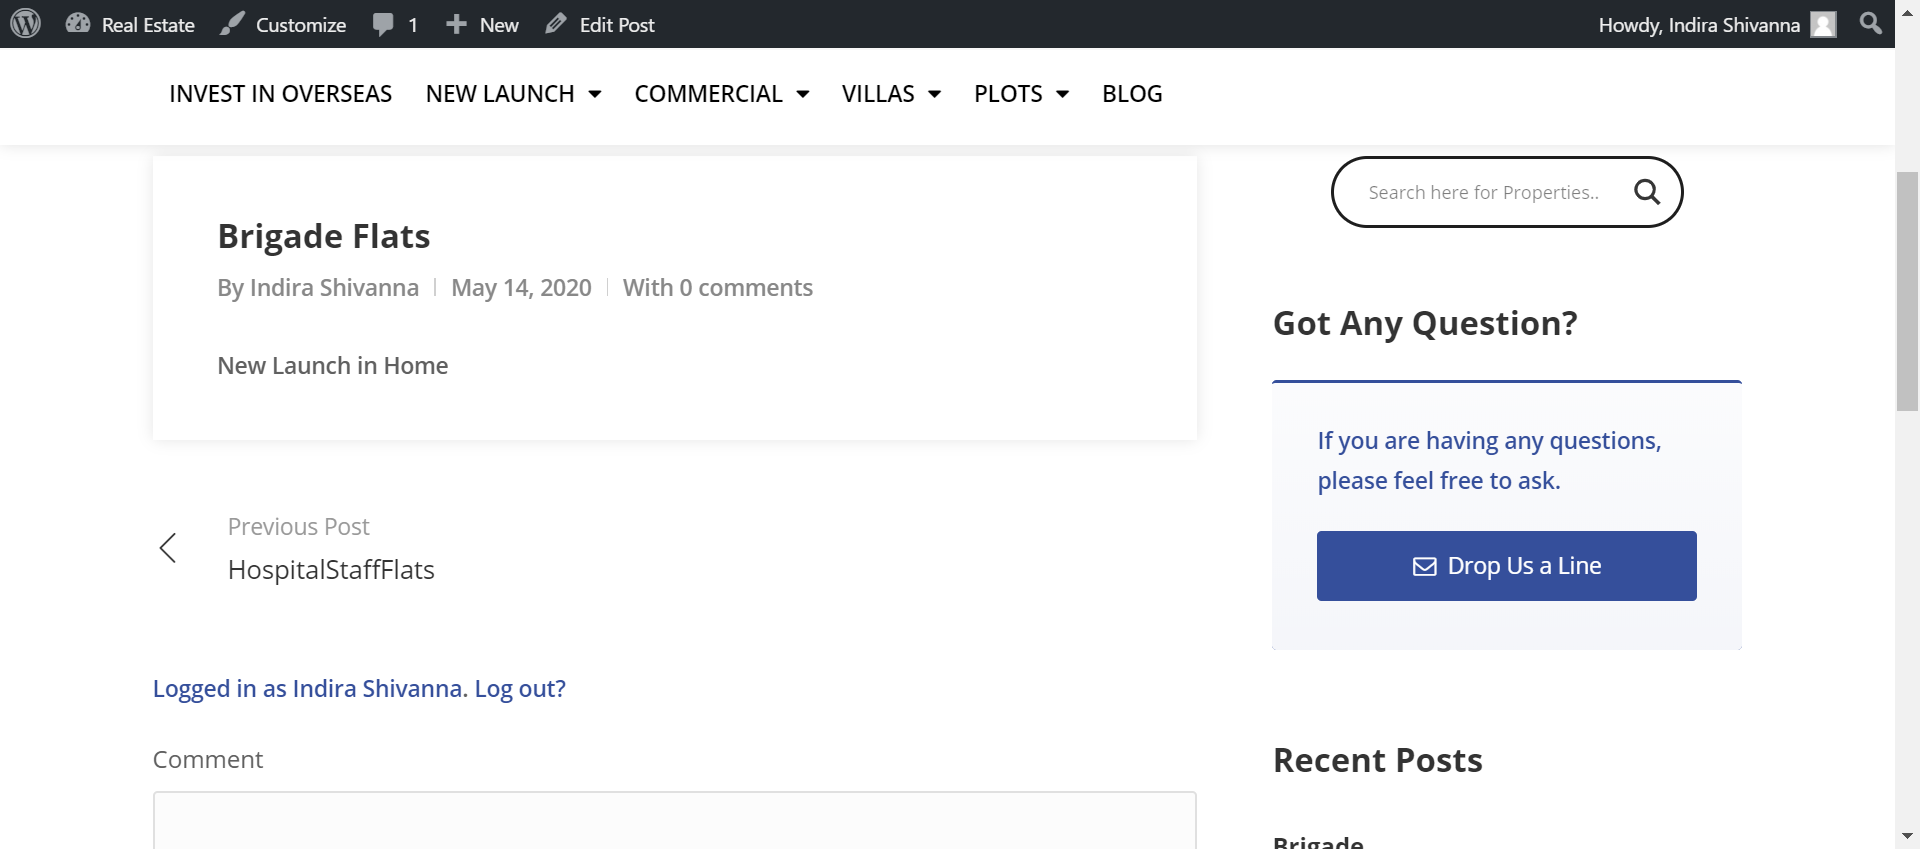 Real Estate Customize 1 New Edit Post Howdy, Indira Shivanna
INVEST IN OVERSEAS NEW LAUNCH COMMERCIAL VILLAS PLOTS BLOG
Brigade Flats
By Indira Shivanna May 14, 2020 With 0 comments
New Launch in Home
Previous Post
HospitalStaffFlats
Logged in as Indira Shivanna. Log out?
Comment
Search here for Properties..
Got Any Question?
If you are having any questions,
please feel free to ask.
Drop Us a Line
Recent Posts
Brigade